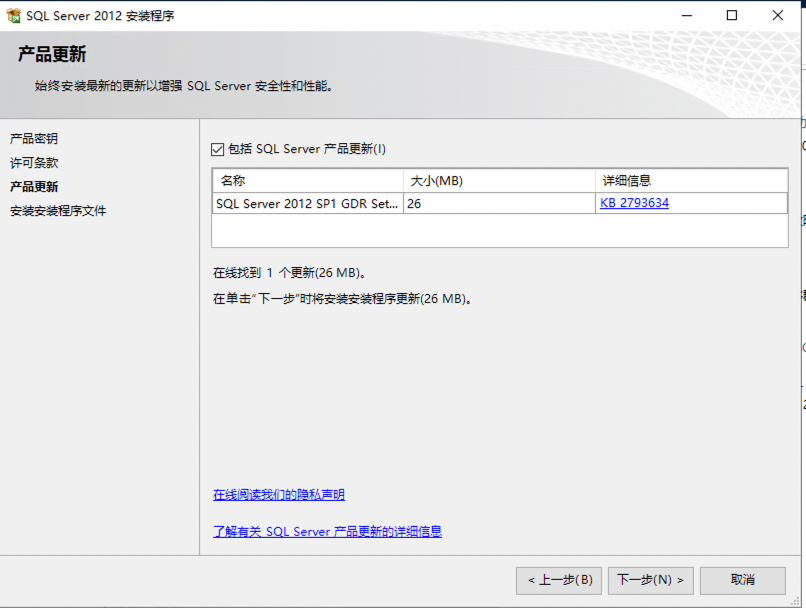 SQL Server 2012 安装程序
产品更新
始终安装最新的更新以增强 SQL Server 安全性和性能。
产品密钥
许可条款
产品更新
安装安装程序文件
包括 SQL Server 产品更新(I)
名称 大小(MB) 详细信息
SQL Server 2012 SP1 GDR Set... 26 KB 2793634
在线找到 1 个更新(26 MB)。
在单击"下一步"时将安装安装程序更新(26 MB)。
在线阅读我们的隐私声明
了解有关 SQL Server 产品更新的详细信息
< 上一步(B) 下一步(N) > 取消